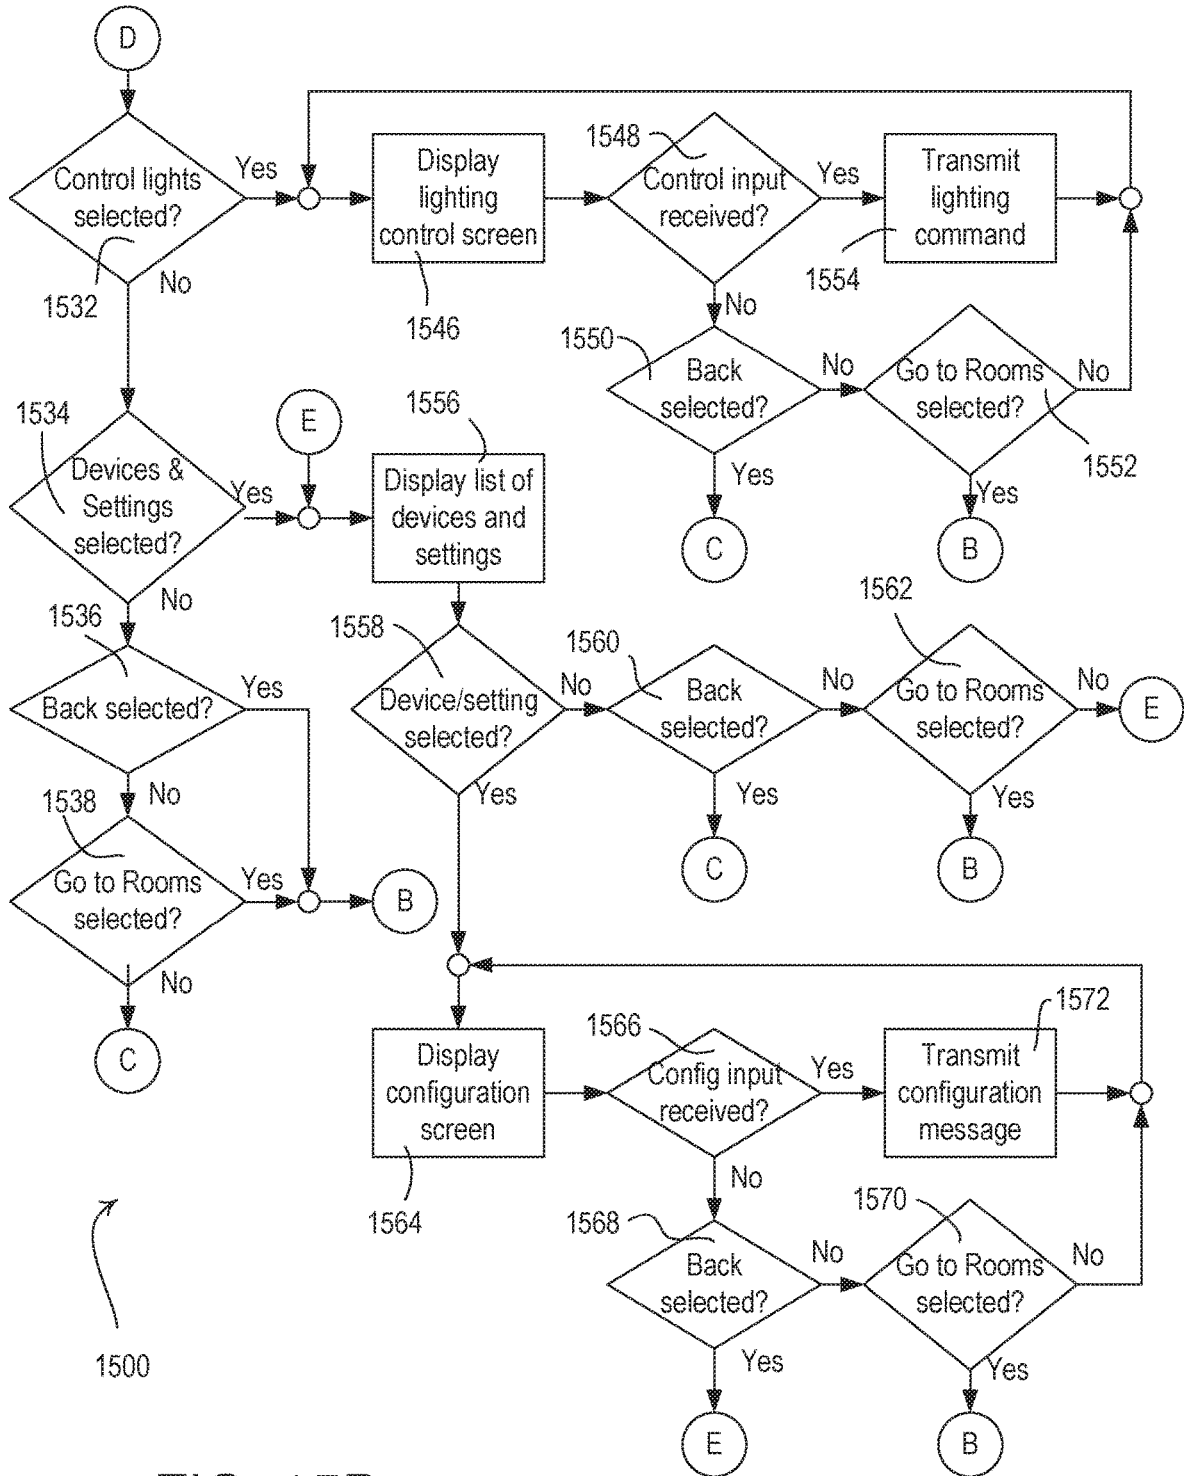 D
Control lights
selected?
Yes
No
1532
Display
lighting
control screen
1546
1548
Control input
received?
Yes
No
Transmit
lighting
command
1554
1550
Back
selected?
No
Yes
C
Go to Rooms
selected?
No
1552
Yes
B
1534
Devices &
Settings
selected?
Yes
No
E
1556
Display list of
devices and
settings
1536
Back selected?
Yes
No
1538
Go to Rooms
selected?
Yes
B
No
C
1558
Device/setting
selected?
No
Yes
1560
Back
selected?
No
Yes
C
1562
Go to Rooms
selected?
No
E
Yes
B
Display
configuration
screen
1564
1566
Config input
received?
Yes
No
1572
Transmit
configuration
message
1568
Back
selected?
No
Yes
E
1570
Go to Rooms
selected?
No
Yes
B
1500